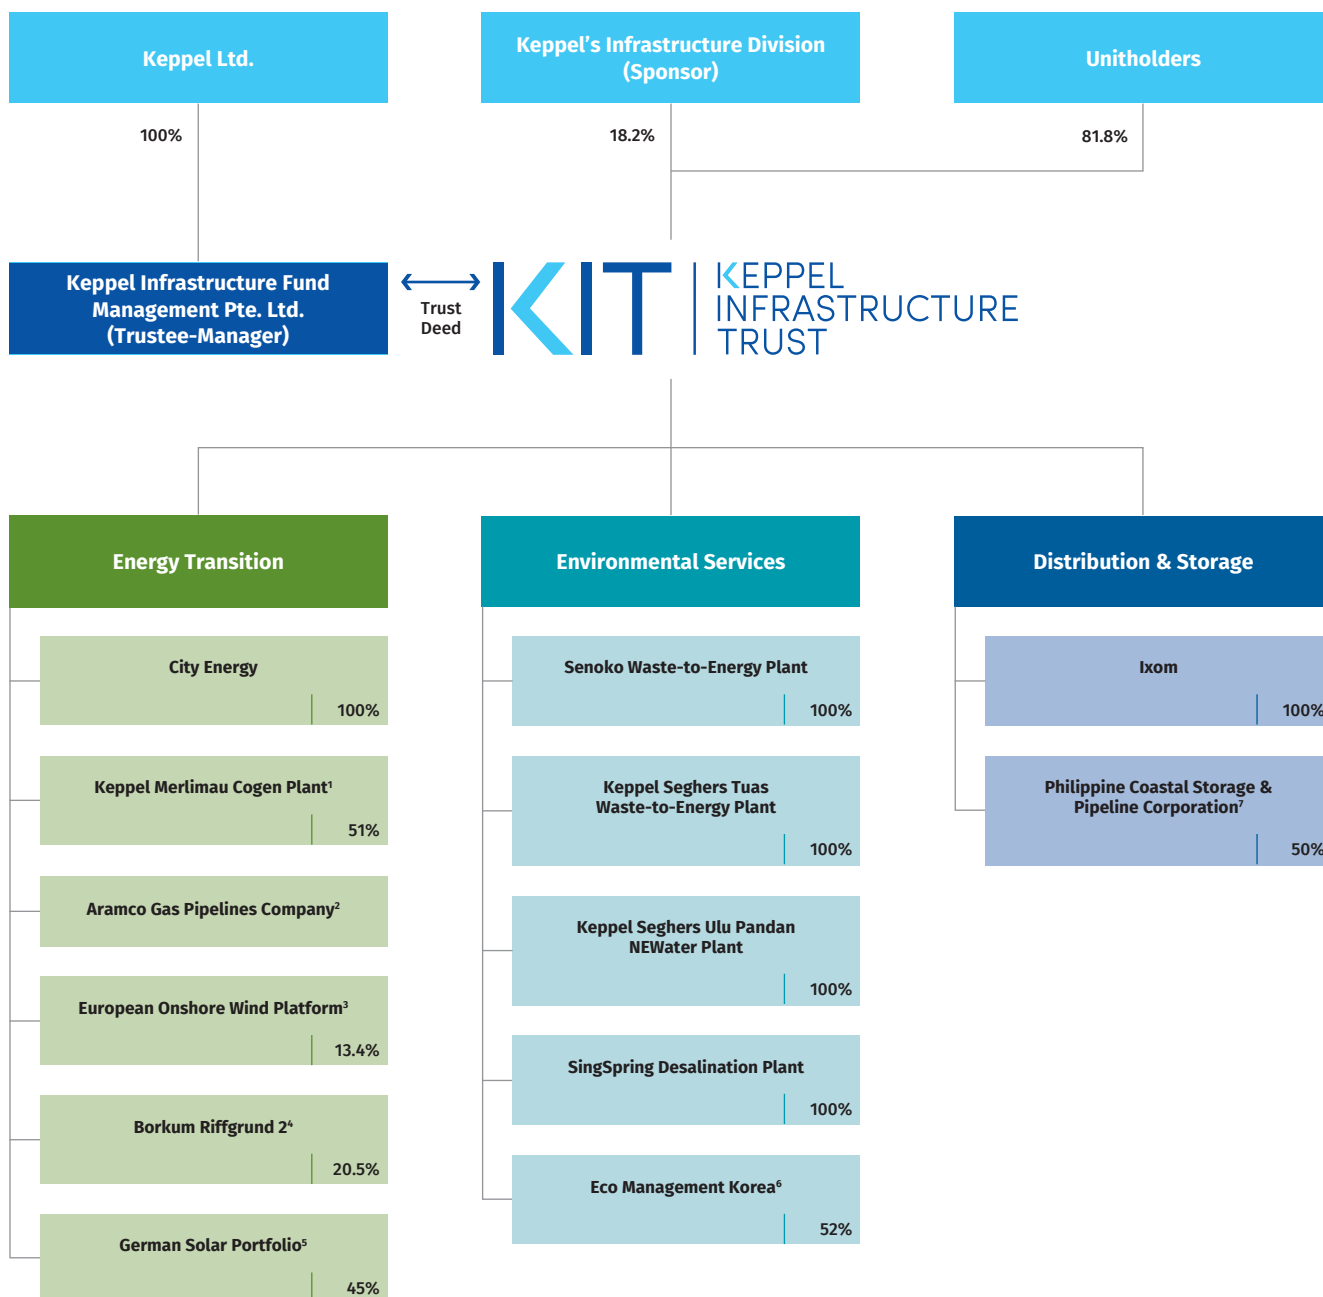 Keppel Ltd.
Keppel’s Infrastructure Division
(Sponsor)
Unitholders
100%
18.2%
81.8%
Keppel Infrastructure Fund
Management Pte. Ltd.
(Trustee-Manager)
Trust
Deed
KIT
KEPPEL
INFRASTRUCTURE
TRUST
Energy Transition
City Energy
100%
Keppel Merlimau Cogen Plant¹
51%
Aramco Gas Pipelines Company²
European Onshore Wind Platform³
13.4%
Borkum Riffgrund 2⁴
20.5%
German Solar Portfolio⁵
45%
Environmental Services
Senoko Waste-to-Energy Plant
100%
Keppel Seghers Tuas
Waste-to-Energy Plant
100%
Keppel Seghers Ulu Pandan
NEWater Plant
100%
SingSpring Desalination Plant
100%
Eco Management Korea⁶
52%
Distribution & Storage
Ixom
100%
Philippine Coastal Storage &
Pipeline Corporation⁷
50%